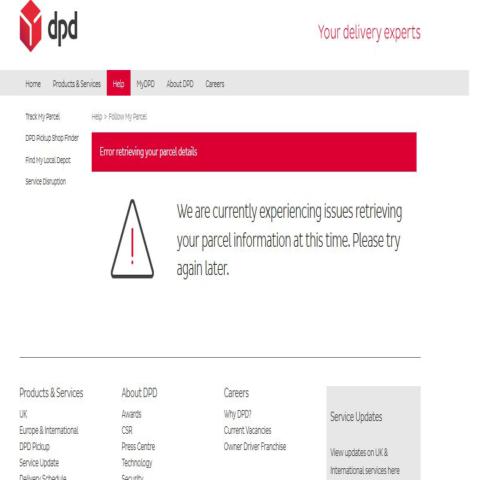 dpd
Your delivery experts
Home Products & Services Help MyDPD About DPD Careers
Track My Parcel
DPD Pickup Shop Finder
Find My Local Depot
Service Disruption
Help > Follow My Parcel
Error retrieving your parcel details
!
We are currently experiencing issues retrieving
your parcel information at this time. Please try
again later.
Products & Services
UK
Europe & International
DPD Pickup
Service Update
Delivery Schedule
About DPD
Awards
CSR
Press Centre
Technology
Security
Careers
Why DPD?
Current Vacancies
Owner Driver Franchise
Service Updates
View updates on UK &
International services here